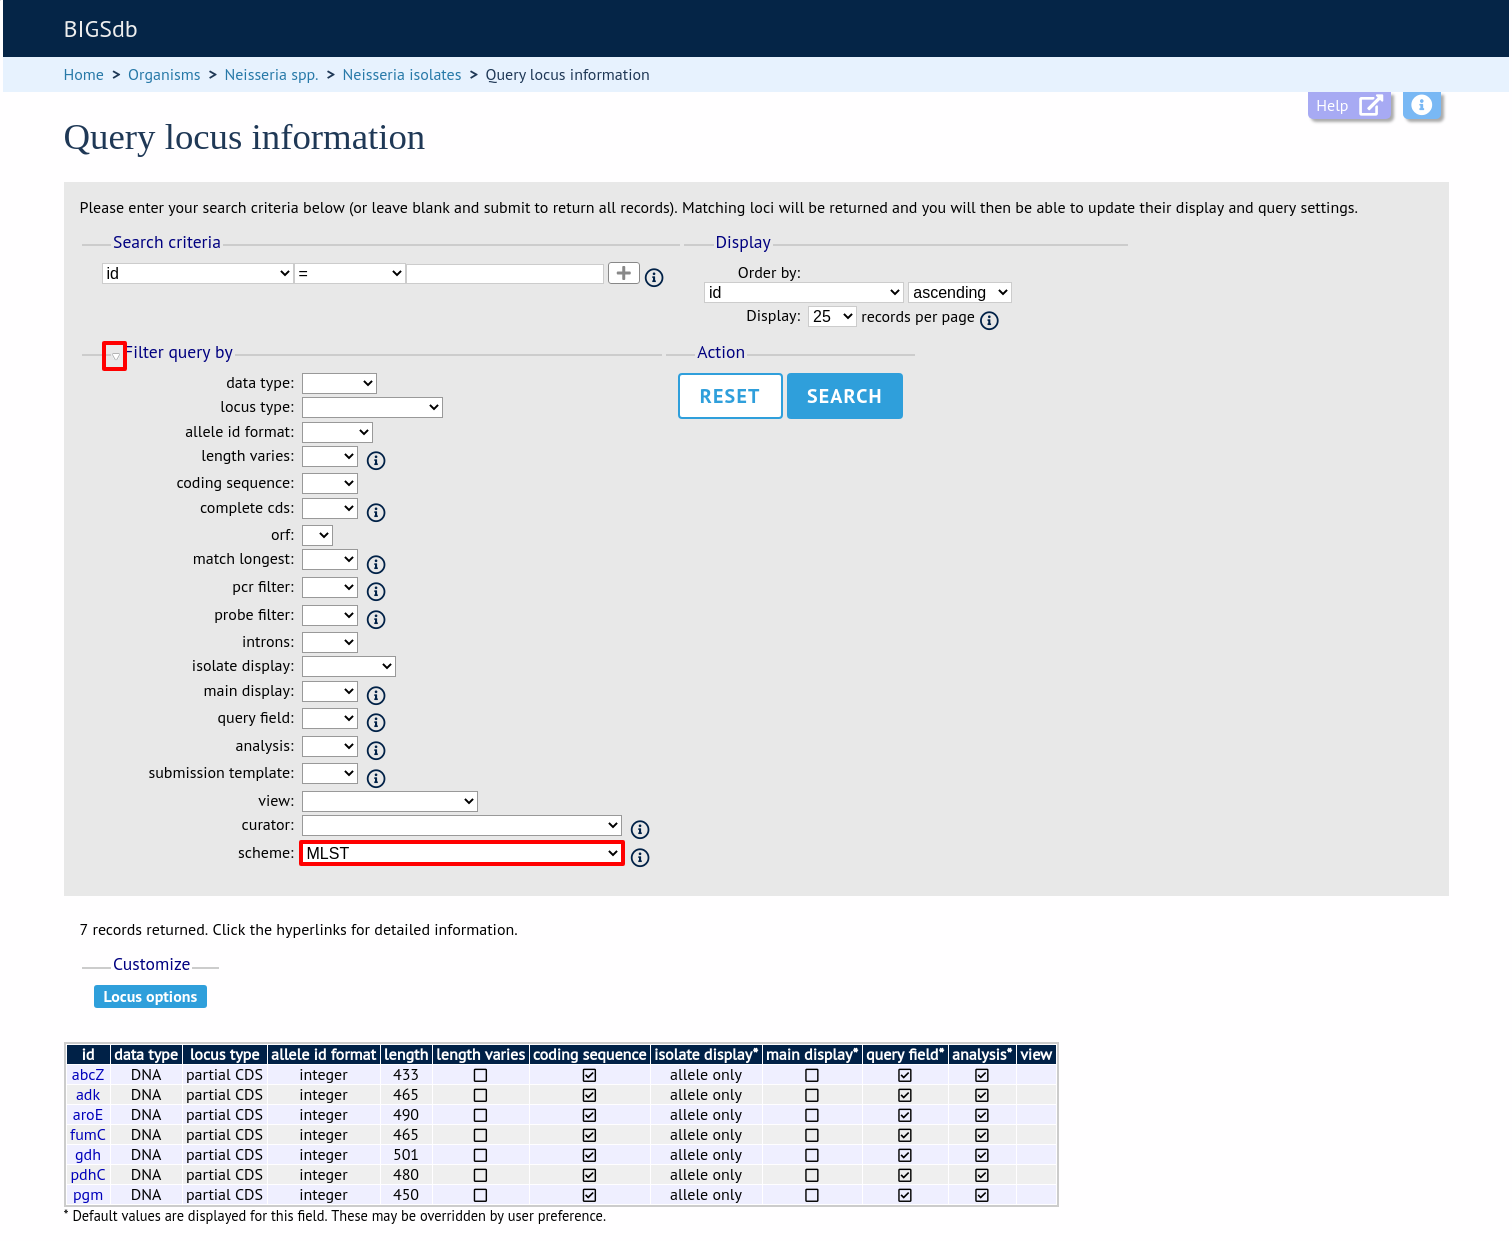 BIGSdb
Home > Organisms > Neisseria spp. > Neisseria isolates > Query locus information
Help
Query locus information
Please enter your search criteria below (or leave blank and submit to return all records). Matching loci will be returned and you will then be able to update their display and query settings.
Search criteria
id = +
Display
Order by:
id ascending
Display: 25 records per page
Filter query by
data type:
locus type:
allele id format:
length varies:
coding sequence:
complete cds:
orf:
match longest:
pcr filter:
probe filter:
introns:
isolate display:
main display:
query field:
analysis:
submission template:
view:
curator:
scheme: MLST
Action
RESET SEARCH
7 records returned. Click the hyperlinks for detailed information.
Customize
Locus options
id data type locus type allele id format length length varies coding sequence isolate display* main display* query field* analysis* view
abcZ DNA partial CDS integer 433 allele only
adk DNA partial CDS integer 465 allele only
aroE DNA partial CDS integer 490 allele only
fumC DNA partial CDS integer 465 allele only
gdh DNA partial CDS integer 501 allele only
pdhC DNA partial CDS integer 480 allele only
pgm DNA partial CDS integer 450 allele only
* Default values are displayed for this field. These may be overridden by user preference.